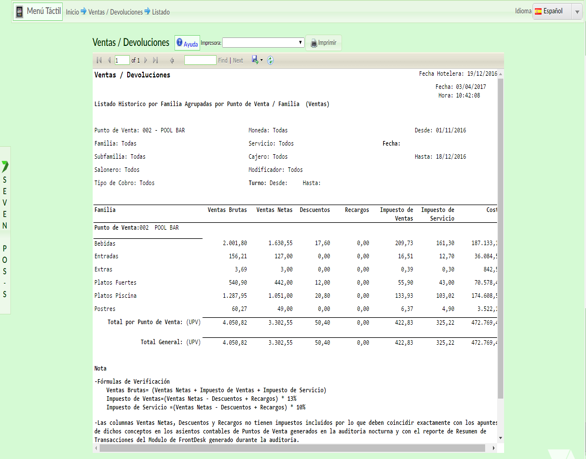 Menú Táctil Inicio Ventas / Devoluciones Listado Idioma Español
Ventas / Devoluciones Ayuda Impresora: Imprimir
1 of 1 Find | Next
Ventas / Devoluciones Fecha Hotelera: 19/12/2016
Fecha: 03/04/2017
Hora: 10:42:08
Listado Historico por Familia Agrupadas por Punto de Venta / Familia (Ventas)
Punto de Venta: 002 - POOL BAR Moneda: Todas Desde: 01/11/2016
Familia: Todas Servicio: Todos Fecha:
Subfamilia: Todas Cajero: Todos Hasta: 18/12/2016
Salonero: Todos Modificador: Todos
Tipo de Cobro: Todos Turno: Desde: Hasta:
Familia Ventas Brutas Ventas Netas Descuentos Recargos Impuesto de Ventas Impuesto de Servicio Cost
Punto de Venta:002 POOL BAR
Bebidas 2.001,80 1.630,55 17,60 0,00 209,73 161,30 187.133,
Entradas 156,21 127,00 0,00 0,00 16,51 12,70 36.084,
Extras 3,69 3,00 0,00 0,00 0,39 0,30 842,
Platos Fuertes 540,90 442,00 12,00 0,00 55,90 43,00 70.578,
Platos Piscina 1.287,95 1.051,00 20,80 0,00 133,93 103,02 174.608,
Postres 60,27 49,00 0,00 0,00 6,37 4,90 3.522,
Total por Punto de Venta: (UPV) 4.050,82 3.302,55 50,40 0,00 422,83 325,22 472.769,
Total General: (UPV) 4.050,82 3.302,55 50,40 0,00 422,83 325,22 472.769,
Nota
-Fórmulas de Verificación
Ventas Brutas= (Ventas Netas + Impuesto de Ventas + Impuesto de Servicio)
Impuesto de Ventas=(Ventas Netas - Descuentos + Recargos) * 13%
Impuesto de Servicio =(Ventas Netas - Descuentos + Recargos) * 10%
-Las columnas Ventas Netas, Descuentos y Recargos no tienen impuestos incluidos por lo que deben coincidir exactamente con los apuntes
de dichos conceptos en los asientos contables de Puntos de Venta generados en la auditoria nocturna y con el reporte de Resumen de
Transacciones del Modulo de FrontDesk generado durante la auditoria.
SEVEN POS-S